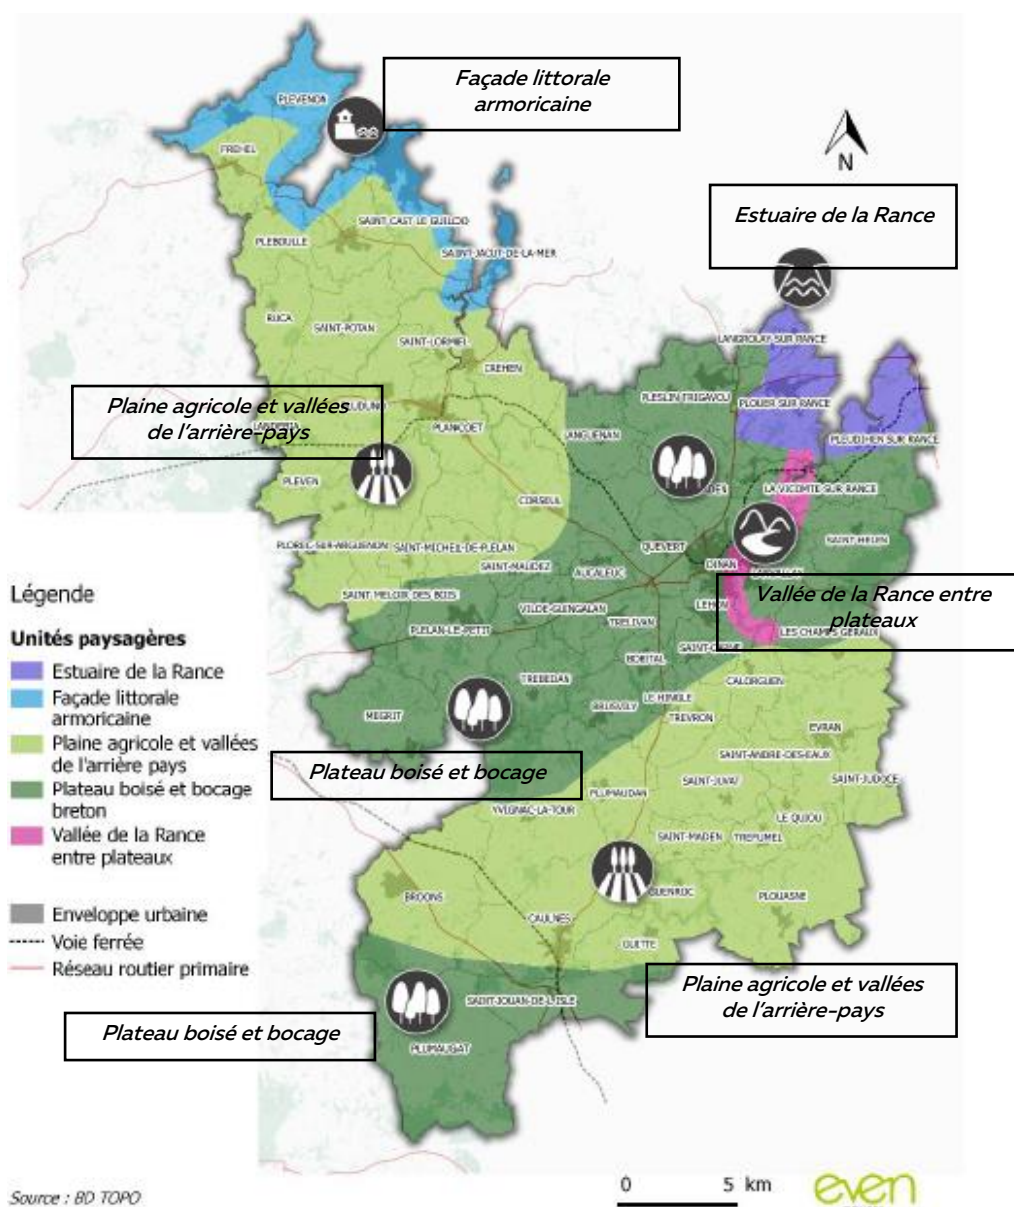 Façade littorale
armoricaine
PLEVENON
FREHEL
N
Estuaire de la Rance
SAINT CAST LE GUILDO
PLEBOULLE
SAINT-JACUT-DE-LA-MER
RUCA
SAINT-POTAN
SAINT-LORMEL
LANGROLAY SUR RANCE
CREHEN
PLESLIN TRIGAVOU
PLOUER SUR RANCE
Plaine agricole et vallées
de l'arrière-pays
PLANCOET
PLEUDIHEN SUR RANCE
PLEVEN
LA VICOMTE SUR RANCE
CORSEUL
SAINT-HELEN
QUEVERT
PLOREC-SUR-ARGUENON
SAINT-MICHEL-DE-PLELAN
SAINT-MAUDEZ
AUCALEUC
DINAN
Vallée de la Rance entre
plateaux
SAINT MELOIR DES BOIS
VILDE-GUINGALAN
LEHON
TRELIVAN
PLELAN-LE-PETIT
LES CHAMPS GERAUX
BOBITAL
CALORGUEN
TREBEDAN
LE HINGLE
BRUSVILY
TREVRON
MEGRIT
EVRAN
SAINT-ANDRE-DES-EAUX
Plateau boisé et bocage
SAINT-JUVAT
SAINT-JUDOCE
PLUMAUDAN
YVIGNAC-LA-TOUR
LE QUIOU
SAINT-MADEN
TREFUMEL
BROONS
GUENROC
PLOUASNE
CAULNES
GUITTE
Plaine agricole et vallées
de l'arrière-pays
SAINT-JOUAN-DE-L'ISLE
Plateau boisé et bocage
PLUMAUGAT
Légende
Unités paysagères
Estuaire de la Rance
Façade littorale
armoricaine
Plaine agricole et vallées
de l'arrière pays
Plateau boisé et bocage
breton
Vallée de la Rance
entre plateaux
Enveloppe urbaine
Voie ferrée
Réseau routier primaire
Source : BD TOPO
0 5 km
even